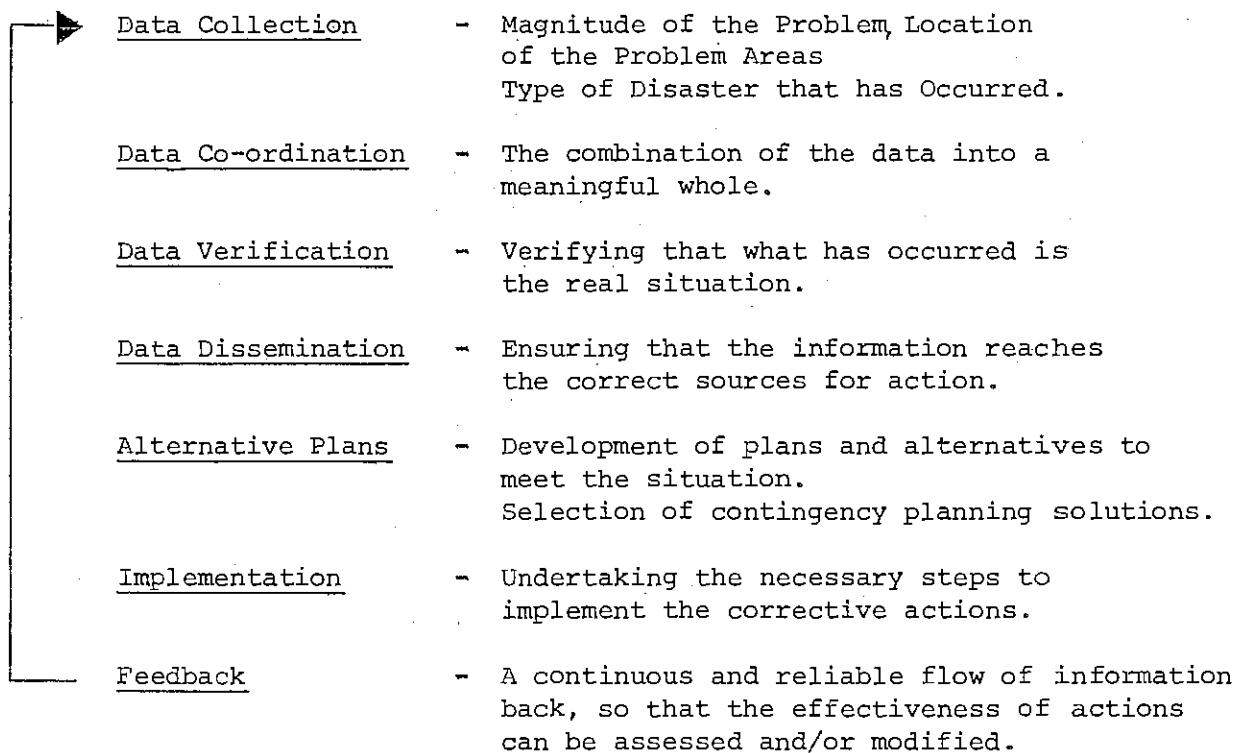 Data Collection - Magnitude of the Problem, Location
of the Problem Areas
Type of Disaster that has Occurred.
Data Co-ordination - The combination of the data into a
meaningful whole.
Data Verification - Verifying that what has occurred is
the real situation.
Data Dissemination - Ensuring that the information reaches
the correct sources for action.
Alternative Plans - Development of plans and alternatives to
meet the situation.
Selection of contingency planning solutions.
Implementation - Undertaking the necessary steps to
implement the corrective actions.
Feedback - A continuous and reliable flow of information
back, so that the effectiveness of actions
can be assessed and/or modified.